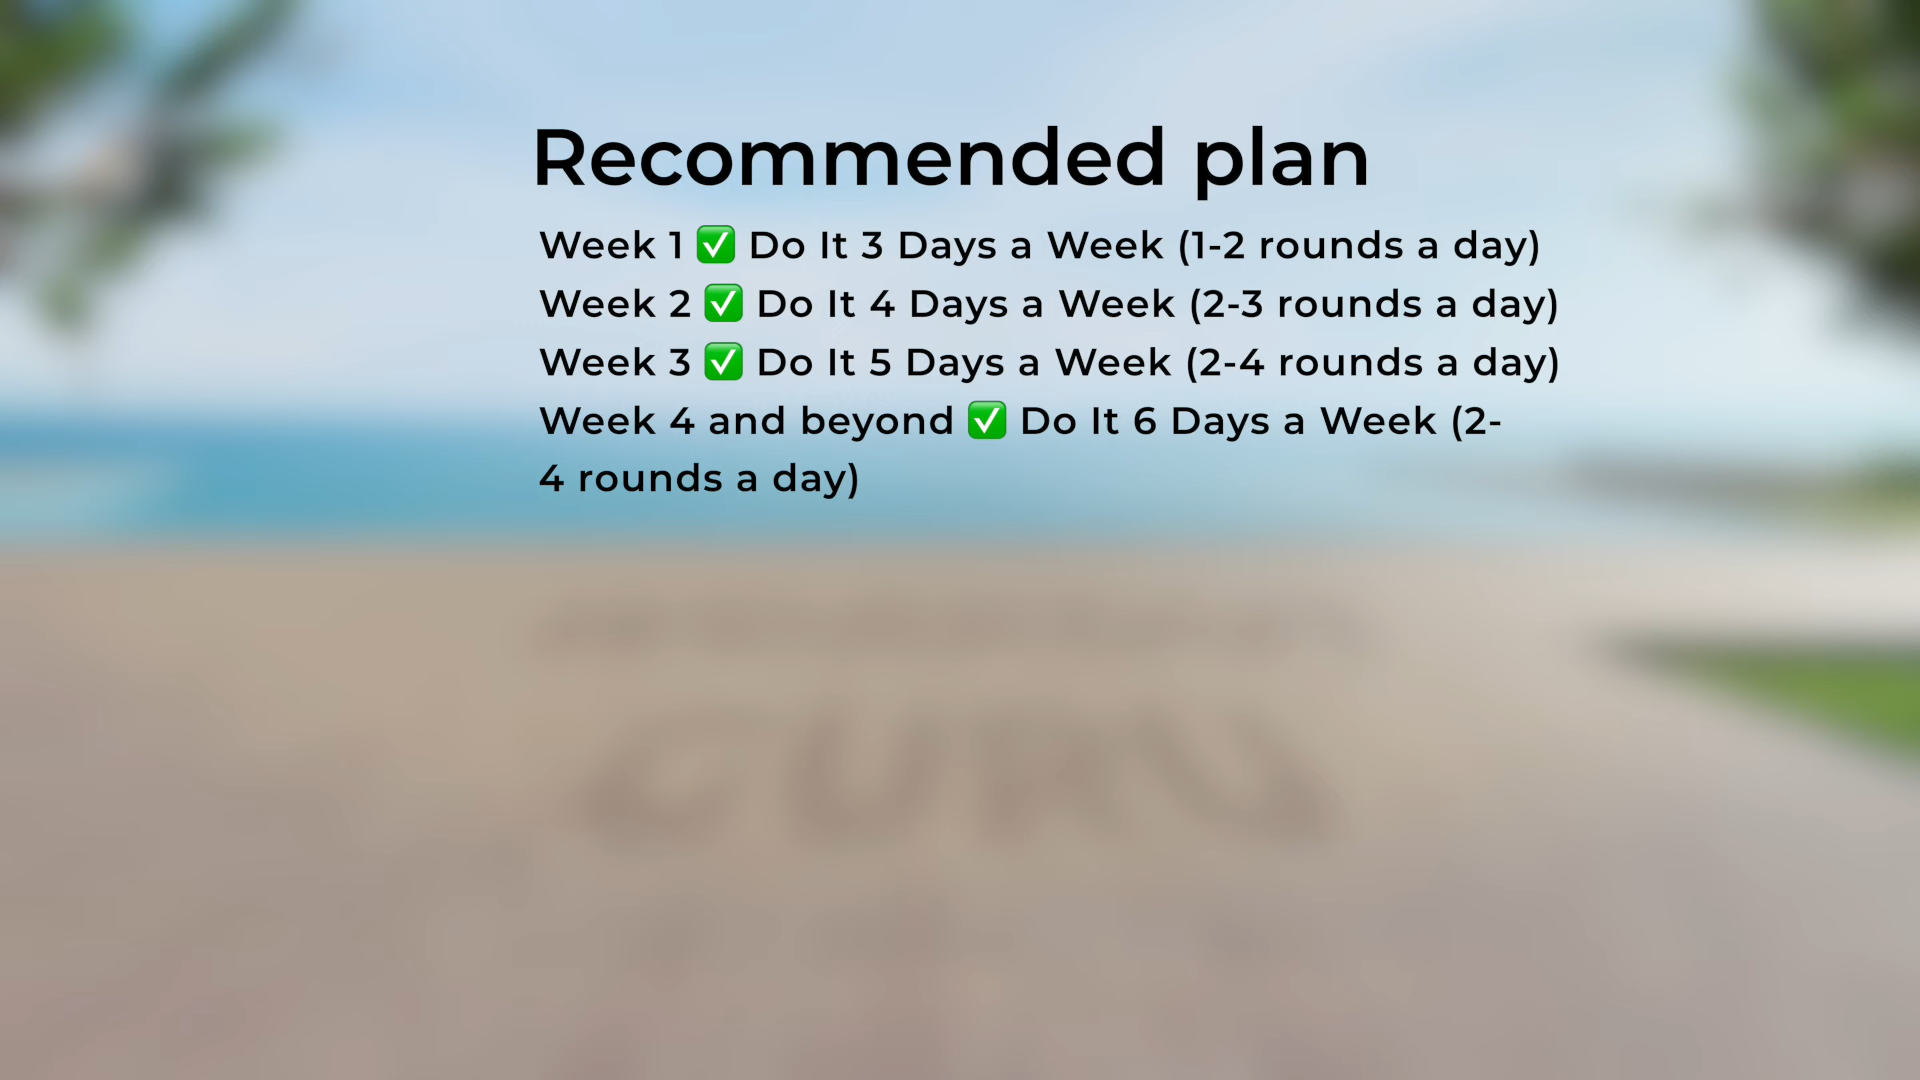 Recommended plan
Week 1 ✅ Do It 3 Days a Week (1-2 rounds a day)
Week 2 ✅ Do It 4 Days a Week (2-3 rounds a day)
Week 3 ✅ Do It 5 Days a Week (2-4 rounds a day)
Week 4 and beyond ✅ Do It 6 Days a Week (2-
4 rounds a day)